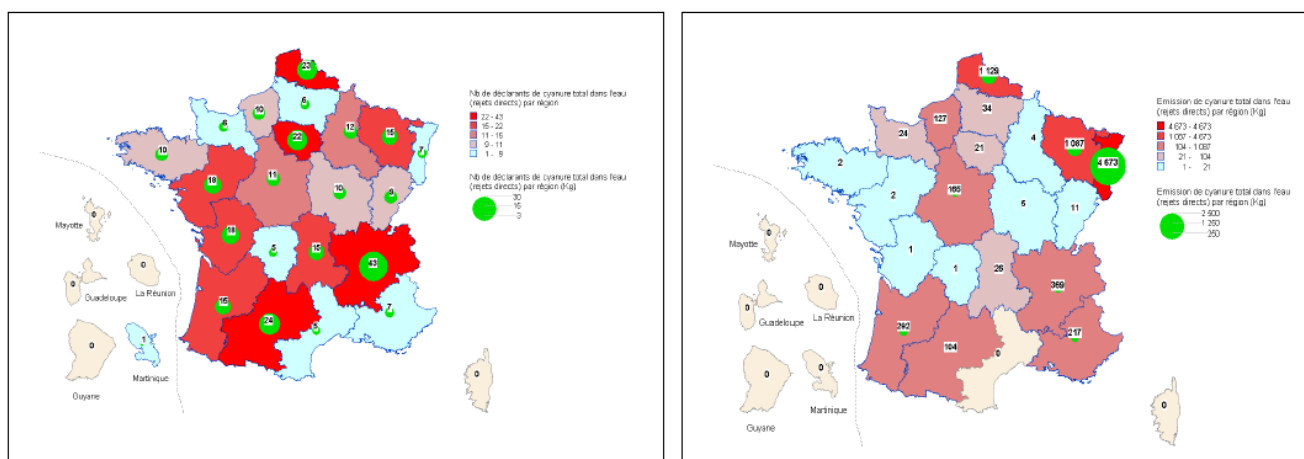 Nb de déclarants de cyanure total dans l'eau
(rejets directs) par région
22 - 43
15 - 22
11 - 15
9 - 11
1 - 9
Nb de déclarants de cyanure total dans l'eau
(rejets directs) par région (Kg)
30
15
3
23
6
10
6
22
12
15
7
10
18
11
10
9
18
5
15
43
15
24
5
7
0
Mayotte
0
Guadeloupe
0
La Réunion
0
Guyane
1
Martinique
0
Emission de cyanure total dans l'eau
(rejets directs) par région (Kg)
4 673 - 4 673
1 087 - 4 673
104 - 1 087
21 - 104
1 - 21
Emission de cyanure total dans l'eau
(rejets directs) par région (Kg)
2 500
1 250
250
1 129
34
127
24
21
4
1 087
4 673
2
2
165
5
11
1
1
26
369
292
104
0
217
0
Mayotte
0
Guadeloupe
0
La Réunion
0
Guyane
0
Martinique
0